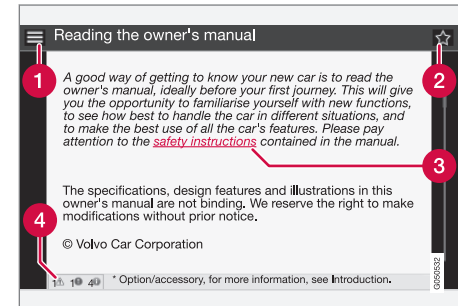 Reading the owner's manual
1
2
A good way of getting to know your new car is to read the
owner's manual, ideally before your first journey. This will give
you the opportunity to familiarise yourself with new functions,
to see how best to handle the car in different situations, and
to make the best use of all the car's features. Please pay
attention to the safety instructions contained in the manual.
3
The specifications, design features and illustrations in this
owner's manual are not binding. We reserve the right to make
modifications without prior notice.
4
© Volvo Car Corporation
1 1 4 * Option/accessory, for more information, see Introduction.
G050532